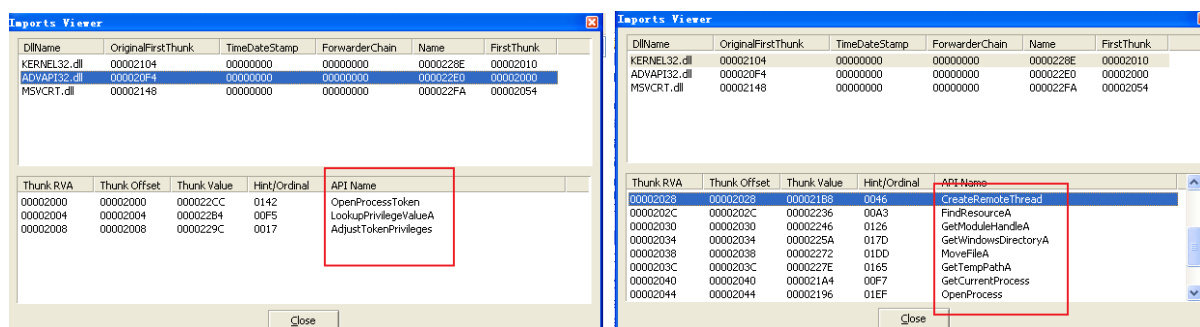 Imports Viewer
DllName OriginalFirstThunk TimeDateStamp ForwarderChain Name FirstThunk
KERNEL32.dll 00002104 00000000 00000000 0000228E 00002010
ADVAPI32.dll 000020F4 00000000 00000000 000022E0 00002000
MSVCRT.dll 00002148 00000000 00000000 000022FA 00002054
Thunk RVA Thunk Offset Thunk Value Hint/Ordinal API Name
00002000 00002000 000022CC 0142 OpenProcessToken
00002004 00002004 000022B4 00F5 LookupPrivilegeValueA
00002008 00002008 0000229C 0017 AdjustTokenPrivileges
Close
Imports Viewer
DllName OriginalFirstThunk TimeDateStamp ForwarderChain Name FirstThunk
KERNEL32.dll 00002104 00000000 00000000 0000228E 00002010
ADVAPI32.dll 000020F4 00000000 00000000 000022E0 00002000
MSVCRT.dll 00002148 00000000 00000000 000022FA 00002054
Thunk RVA Thunk Offset Thunk Value Hint/Ordinal API Name
00002028 00002028 000021B8 0046 CreateRemoteThread
0000202C 0000202C 00002236 00A3 FindResourceA
00002030 00002030 00002246 0126 GetModuleHandleA
00002034 00002034 0000225A 017D GetWindowsDirectoryA
00002038 00002038 00002272 01DD MoveFileA
0000203C 0000203C 0000227E 0165 GetTempPathA
00002040 00002040 000021A4 00F7 GetCurrentProcess
00002044 00002044 00002196 01EF OpenProcess
Close